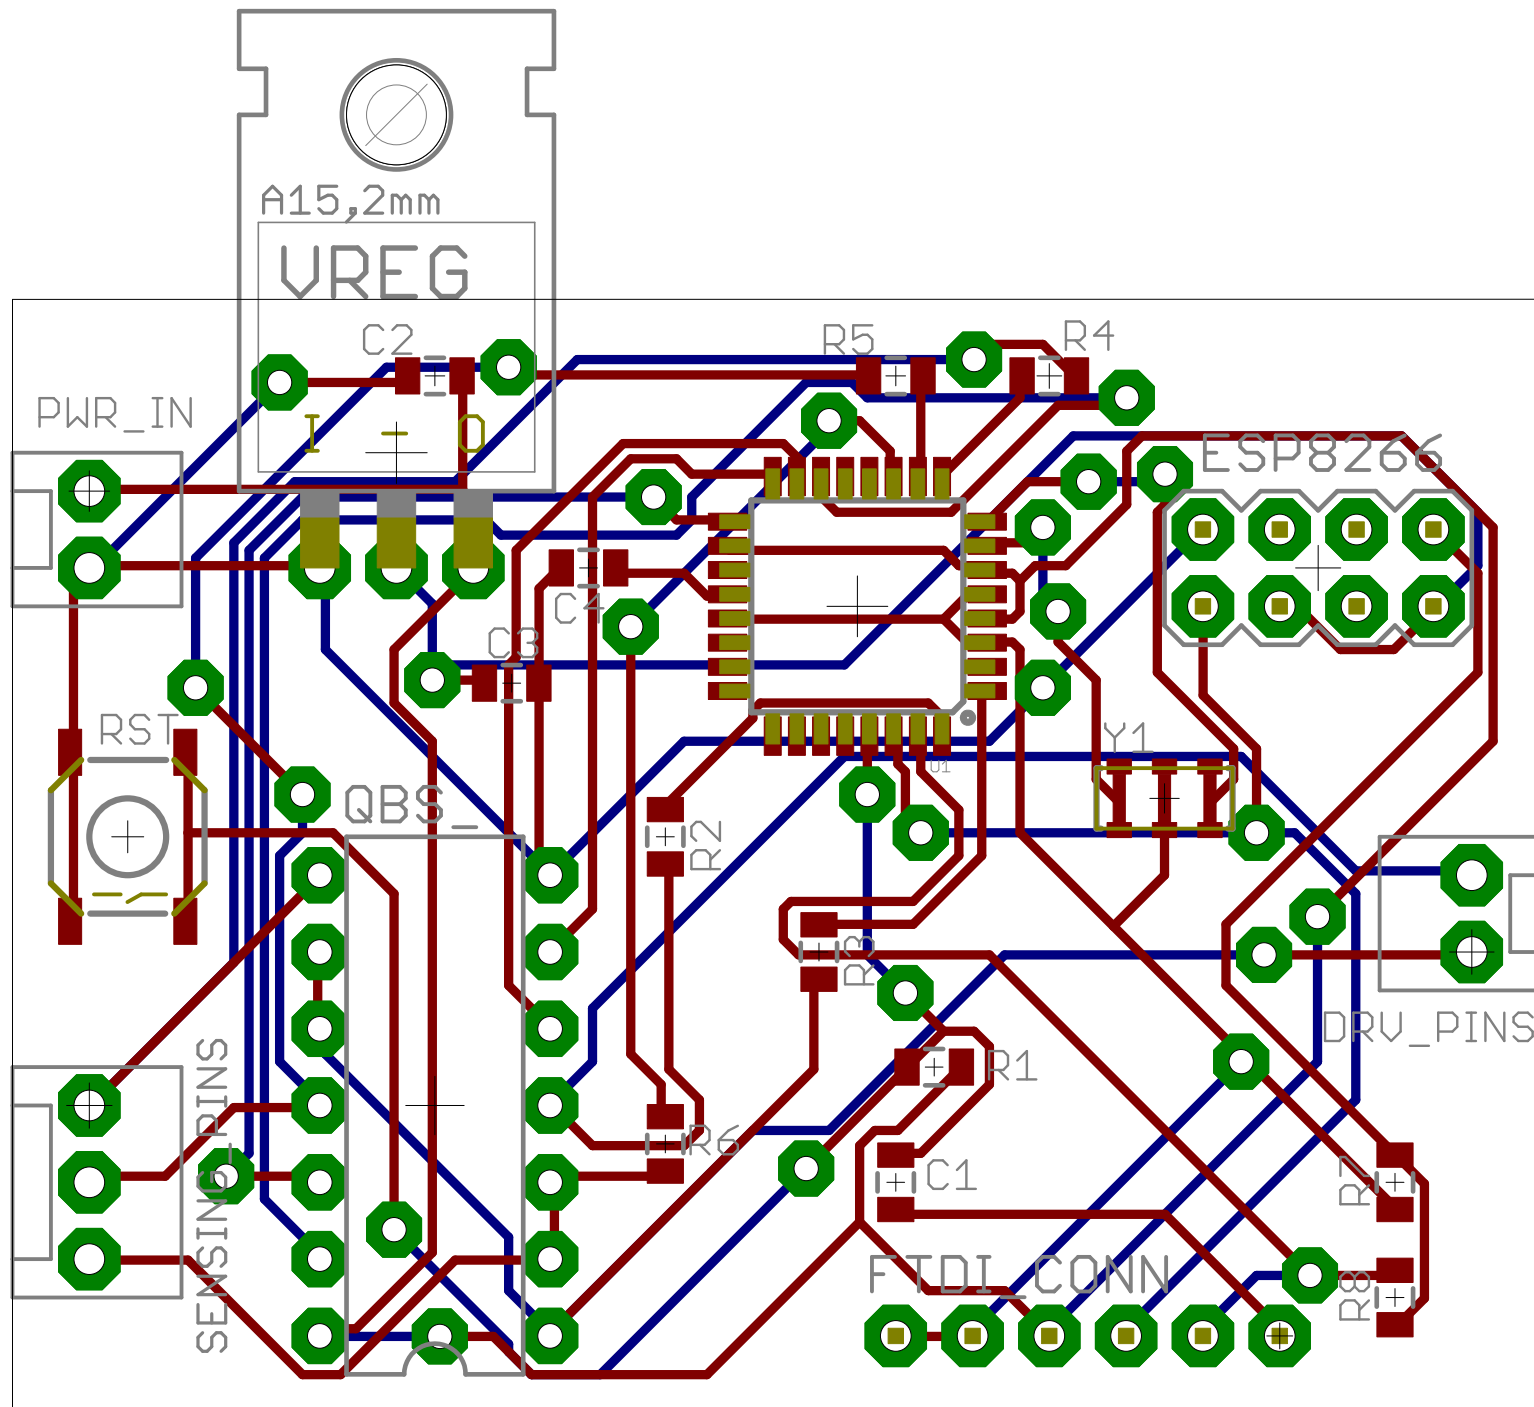 A15,2mm
VREG
C2
R5
R4
PWR_IN
I
O
ESP8266
C4
C3
RST
Y1
U1
QBS_
R2
R3
DRV_PINS
SENSING_PINS
R1
R6
C1
R7
FTDI_CONN
R8